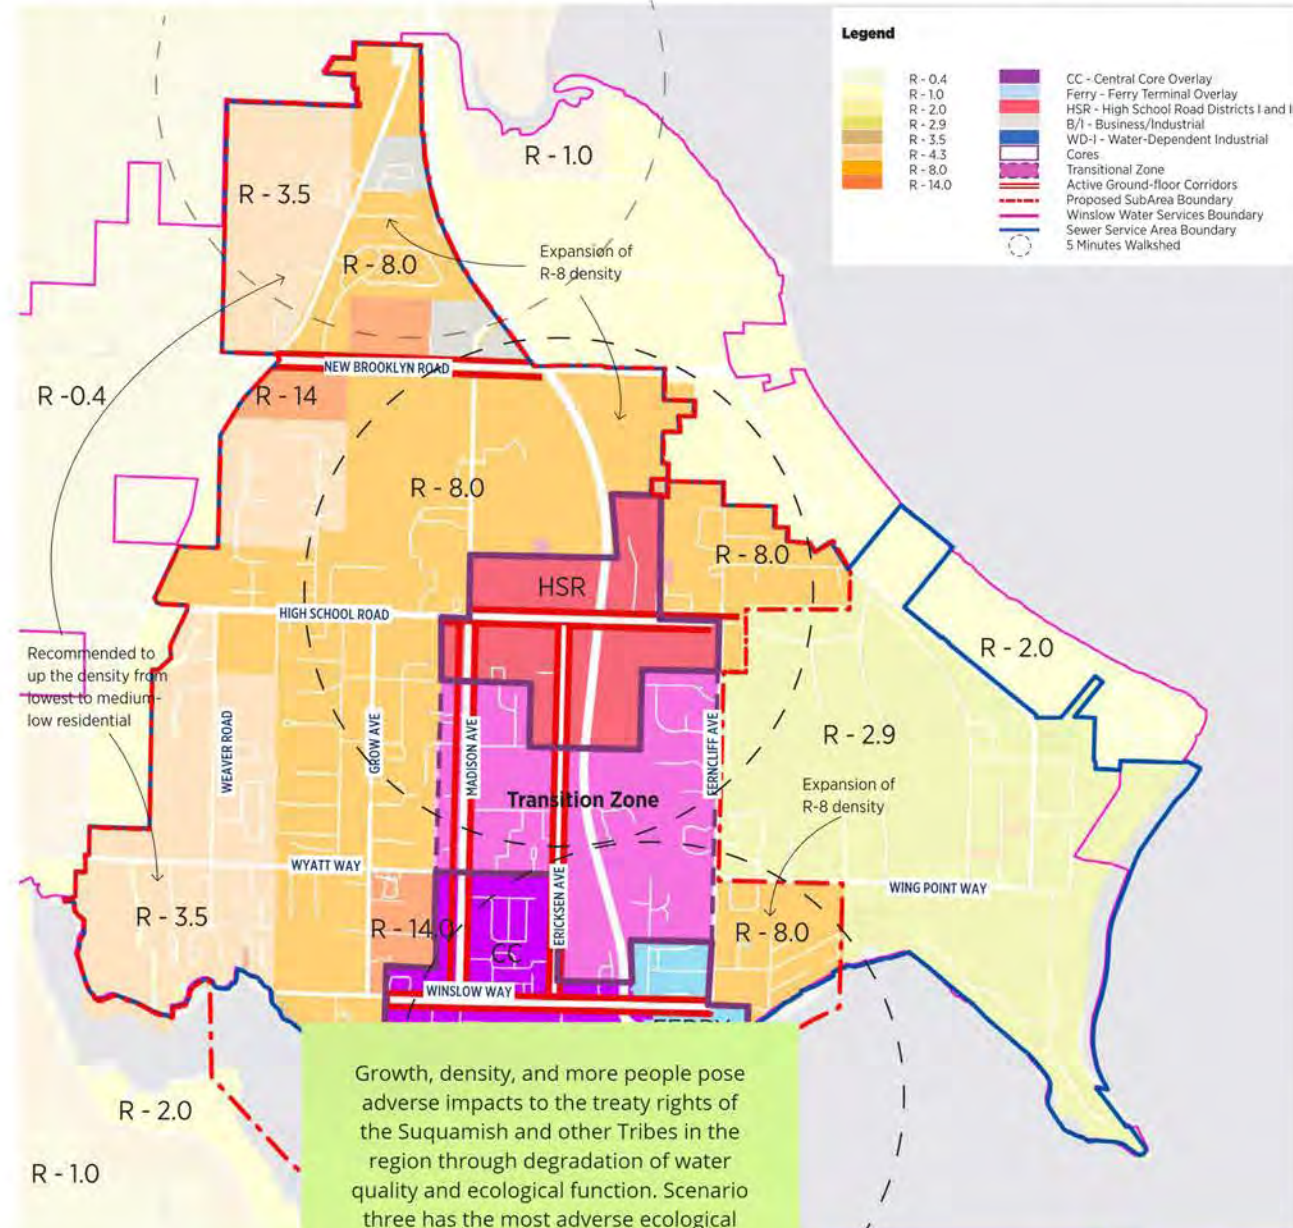 Legend
R - 0.4
R - 1.0
R - 2.0
R - 2.9
R - 3.5
R - 4.3
R - 8.0
R - 14.0
CC - Central Core Overlay
Ferry - Ferry Terminal Overlay
HSR - High School Road Districts I and I
B/I - Business/Industrial
WD-I - Water-Dependent Industrial
Cores
Transitional Zone
Active Ground-floor Corridors
Proposed SubArea Boundary
Winslow Water Services Boundary
Sewer Service Area Boundary
5 Minutes Walkshed
R - 1.0
R - 3.5
Expansion of
R-8 density
R - 8.0
NEW BROOKLYN ROAD
R -0.4
R - 14
R - 8.0
R - 8.0
HSR
HIGH SCHOOL ROAD
R - 2.0
Recommended to
up the density from
lowest to medium-
low residential
WEAVER ROAD
GROW AVE
MADISON AVE
FERNCLIFF AVE
R - 2.9
Transition Zone
Expansion of
R-8 density
WYATT WAY
ERICKSEN AVE
WING POINT WAY
R - 3.5
R - 14.0
CC
R - 8.0
WINSLOW WAY
FERRY
Growth, density, and more people pose
adverse impacts to the treaty rights of
the Suquamish and other Tribes in the
region through degradation of water
quality and ecological function. Scenario
three has the most adverse ecological
R - 2.0
R - 1.0